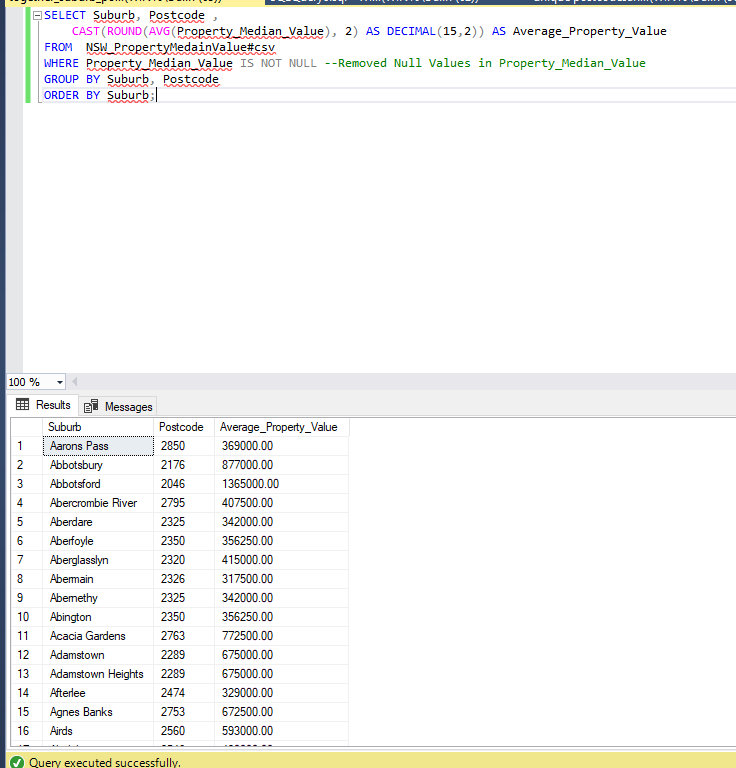 SELECT Suburb, Postcode ,
CAST(ROUND(AVG(Property_Median_Value), 2) AS DECIMAL(15,2)) AS Average_Property_Value
FROM NSW_PropertyMedainValue#csv
WHERE Property_Median_Value IS NOT NULL --Removed Null Values in Property_Median_Value
GROUP BY Suburb, Postcode
ORDER BY Suburb;
100 %
Results Messages
Suburb Postcode Average_Property_Value
1 Aarons Pass 2850 369000.00
2 Abbotsbury 2176 877000.00
3 Abbotsford 2046 1365000.00
4 Abercrombie River 2795 407500.00
5 Aberdare 2325 342000.00
6 Aberfoyle 2350 356250.00
7 Aberglasslyn 2320 415000.00
8 Abermain 2326 317500.00
9 Abernethy 2325 342000.00
10 Abington 2350 356250.00
11 Acacia Gardens 2763 772500.00
12 Adamstown 2289 675000.00
13 Adamstown Heights 2289 675000.00
14 Afterlee 2474 329000.00
15 Agnes Banks 2753 672500.00
16 Airds 2560 593000.00
Query executed successfully.